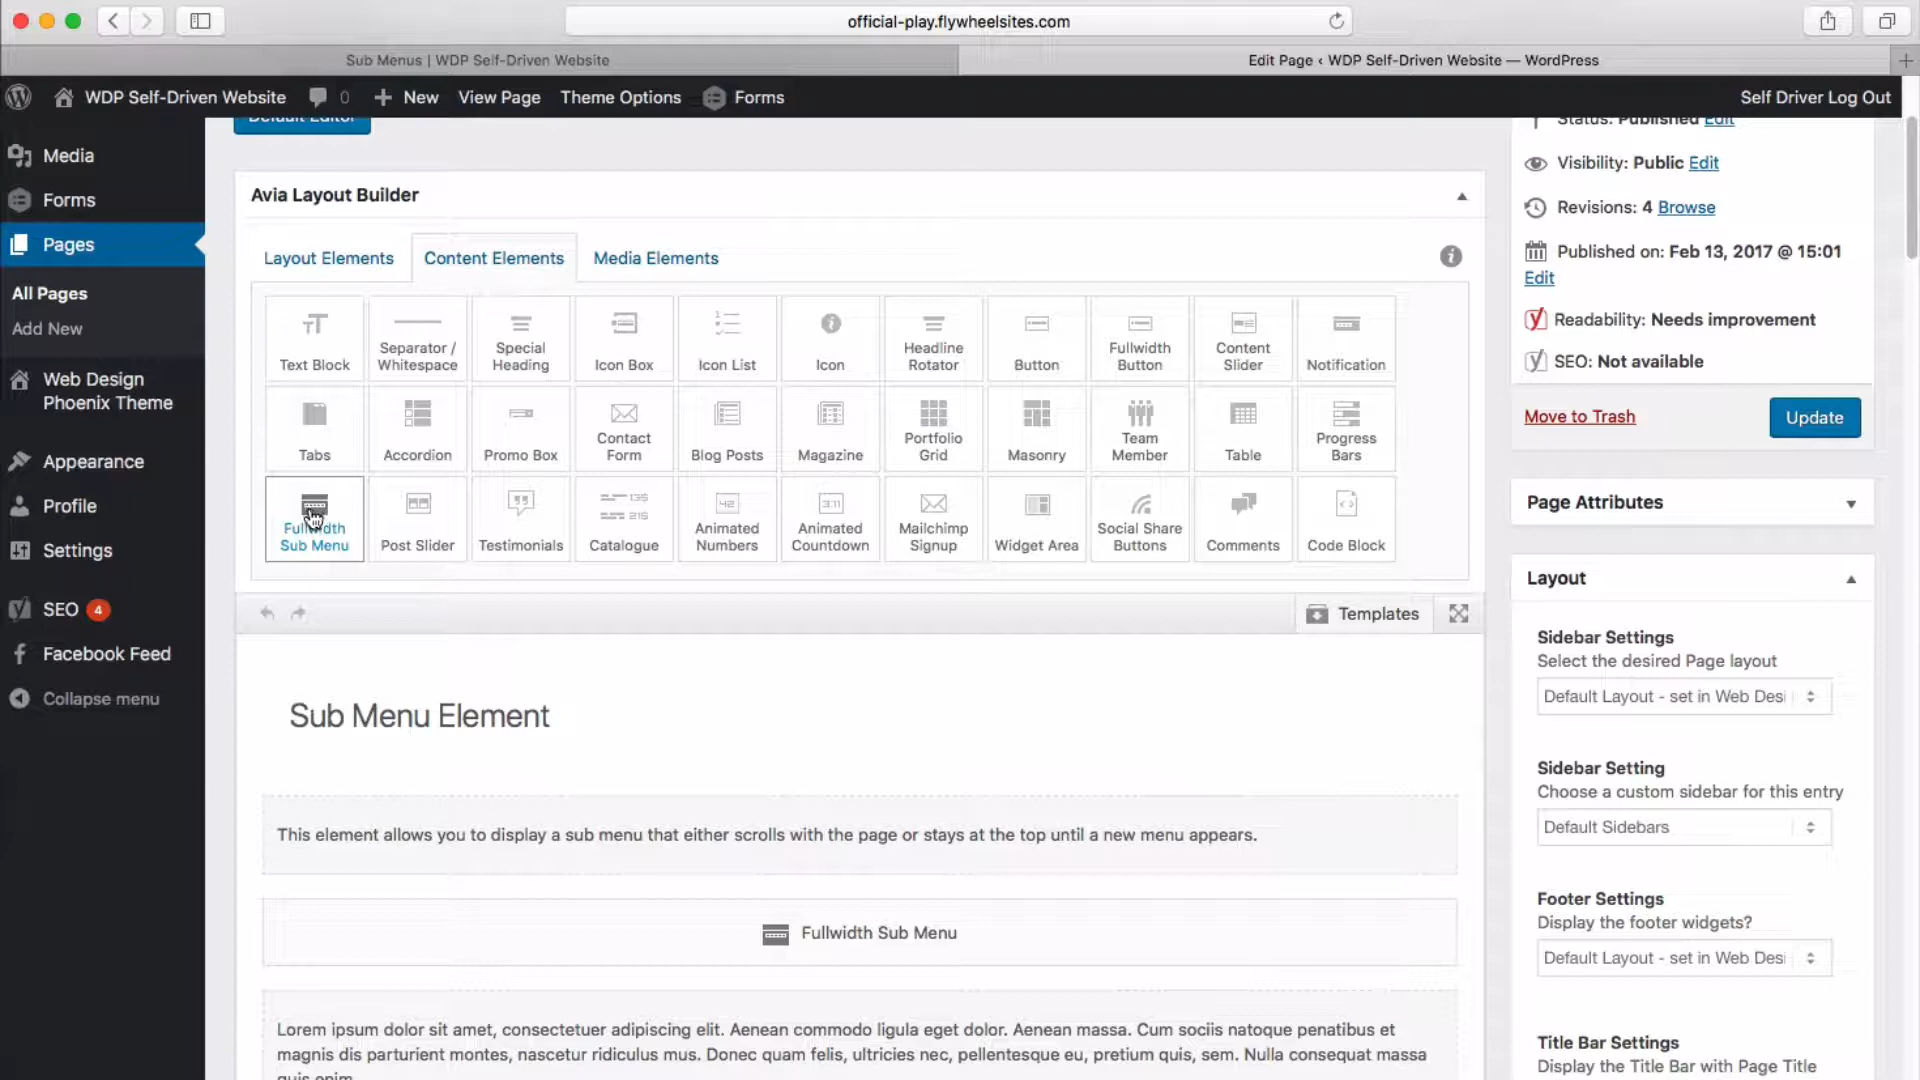 official-play.flywheelsites.com
Sub Menus | WDP Self-Driven Website
Edit Page ‹ WDP Self-Driven Website — WordPress
WDP Self-Driven Website
0
New
View Page
Theme Options
Forms
Self Driver Log Out
Media
Forms
Pages
All Pages
Add New
Web Design
Phoenix Theme
Appearance
Profile
Settings
SEO 4
Facebook Feed
Collapse menu
Default Editor
Avia Layout Builder
Layout Elements
Content Elements
Media Elements
Text Block
Separator /
Whitespace
Special
Heading
Icon Box
Icon List
Icon
Headline
Rotator
Button
Fullwidth
Button
Content
Slider
Notification
Tabs
Accordion
Promo Box
Contact
Form
Blog Posts
Magazine
Portfolio
Grid
Masonry
Team
Member
Table
Progress
Bars
Fullwidth
Sub Menu
Post Slider
Testimonials
Catalogue
Animated
Numbers
Animated
Countdown
Mailchimp
Signup
Widget Area
Social Share
Buttons
Comments
Code Block
Templates
Sub Menu Element
This element allows you to display a sub menu that either scrolls with the page or stays at the top until a new menu appears.
Fullwidth Sub Menu
Lorem ipsum dolor sit amet, consectetuer adipiscing elit. Aenean commodo ligula eget dolor. Aenean massa. Cum sociis natoque penatibus et
magnis dis parturient montes, nascetur ridiculus mus. Donec quam felis, ultricies nec, pellentesque eu, pretium quis, sem. Nulla consequat massa
quis enim.
Status: Published Edit
Visibility: Public Edit
Revisions: 4 Browse
Published on: Feb 13, 2017 @ 15:01
Edit
Readability: Needs improvement
SEO: Not available
Move to Trash
Update
Page Attributes
Layout
Sidebar Settings
Select the desired Page layout
Default Layout - set in Web Desi
Sidebar Setting
Choose a custom sidebar for this entry
Default Sidebars
Footer Settings
Display the footer widgets?
Default Layout - set in Web Desi
Title Bar Settings
Display the Title Bar with Page Title